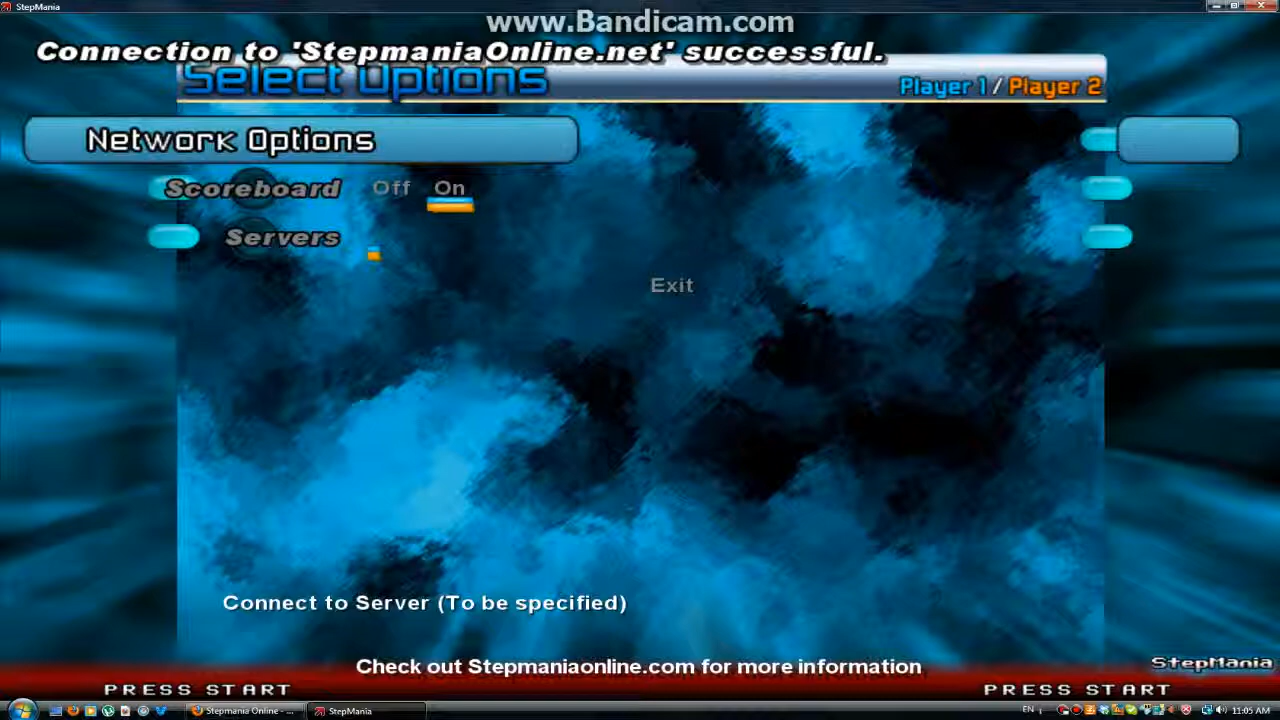 StepMania
www.Bandicam.com
Connection to 'StepmaniaOnline.net' successful.
Select Options
Player 1 / Player 2
Network Options
Scoreboard Off On
Servers
Exit
Connect to Server (To be specified)
Check out Stepmaniaonline.com for more information
StepMania
PRESS START PRESS START
Stepmania Online - ... StepMania EN 11:05 AM